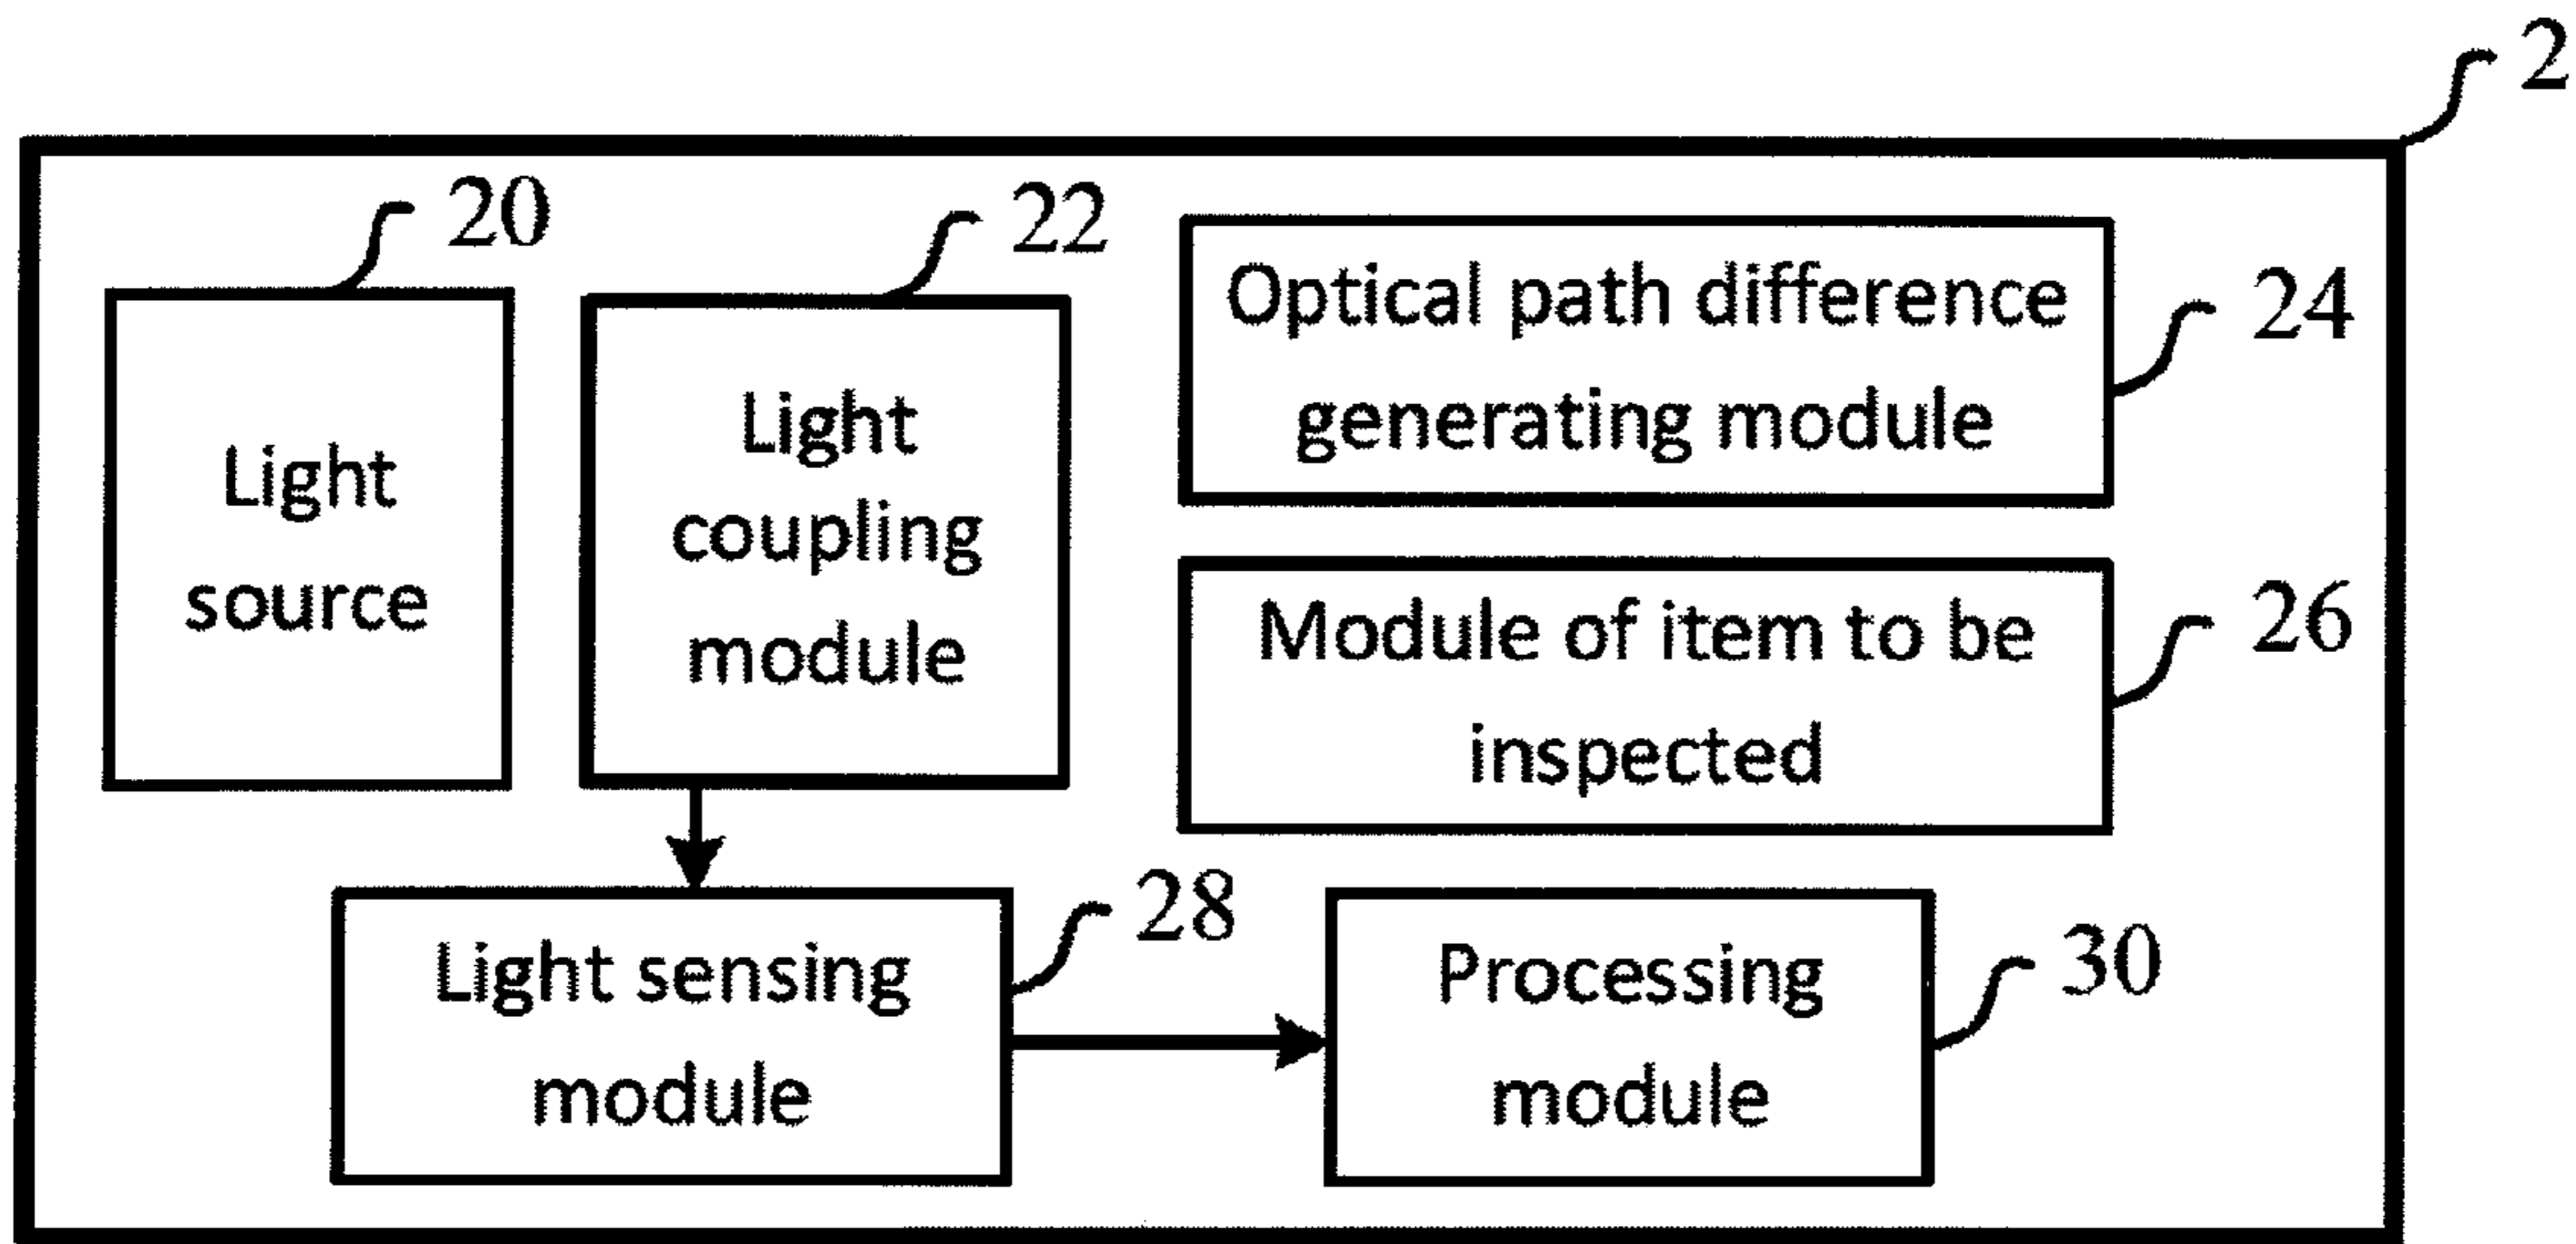 2
20
22
Light
source
Light
coupling
module
Optical path difference
generating module
24
Module of item to be
inspected
26
Light sensing
module
28
Processing
module
30